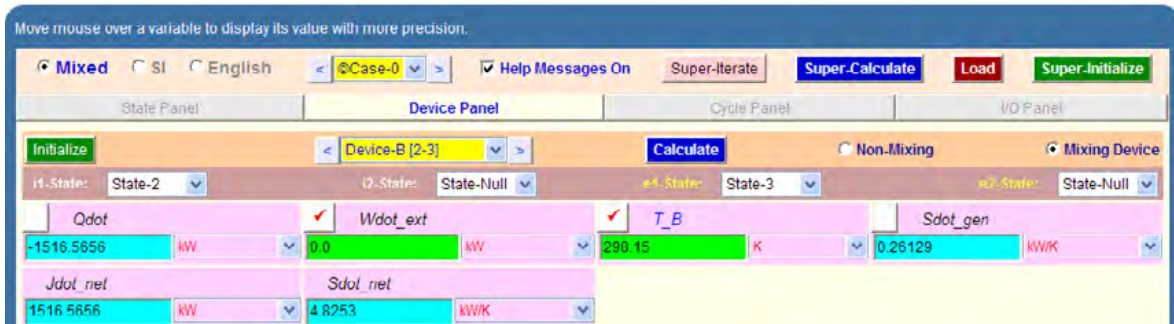 Move mouse over a variable to display its value with more precision.
Mixed SI English < ©Case-0 > Help Messages On Super-Iterate Super-Calculate Load Super-Initialize
State Panel Device Panel Cycle Panel I/O Panel
Initialize < Device-B [2-3] > Calculate Non-Mixing Mixing Device
i1-State: State-2 i2-State: State-Null e1-State: State-3 e2-State: State-Null
Qdot Wdot_ext T_B Sdot_gen
-1516.5656 kW 0.0 kW 298.15 K 0.26129 kW/K
Jdot_net Sdot_net
1516.5656 kW 4.8253 kW/K